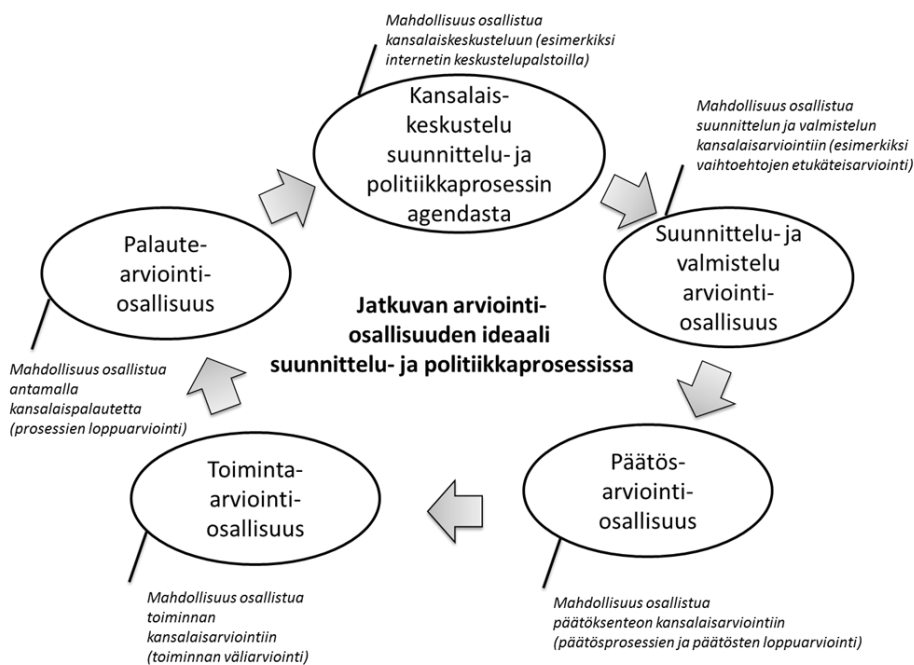 Mahdollisuus osallistua
kansalaiskeskusteluun (esimerkiksi
internetin keskustelupalstoilla)
Kansalais-
keskustelu
suunnittelu- ja
politiikkaprosessin
agendasta
Mahdollisuus osallistua
suunnittelun ja valmistelun
kansalaisarviointiin (esimerkiksi
vaihtoehtojen etukäteisarviointi)
Suunnittelu- ja
valmistelu
arviointi-
osallisuus
Palaute-
arviointi-
osallisuus
Jatkuvan arviointi-
osallisuuden ideaali
suunnittelu- ja politiikkaprosessissa
Mahdollisuus osallistua
antamalla
kansalaispalautetta
(prosessien loppuarviointi)
Toiminta-
arviointi-
osallisuus
Päätös-
arviointi-
osallisuus
Mahdollisuus osallistua
toiminnan
kansalaisarviointiin
(toiminnan väliarviointi)
Mahdollisuus osallistua
päätöksenteon kansalaisarviointiin
(päätösprosessien ja päätösten loppuarviointi)